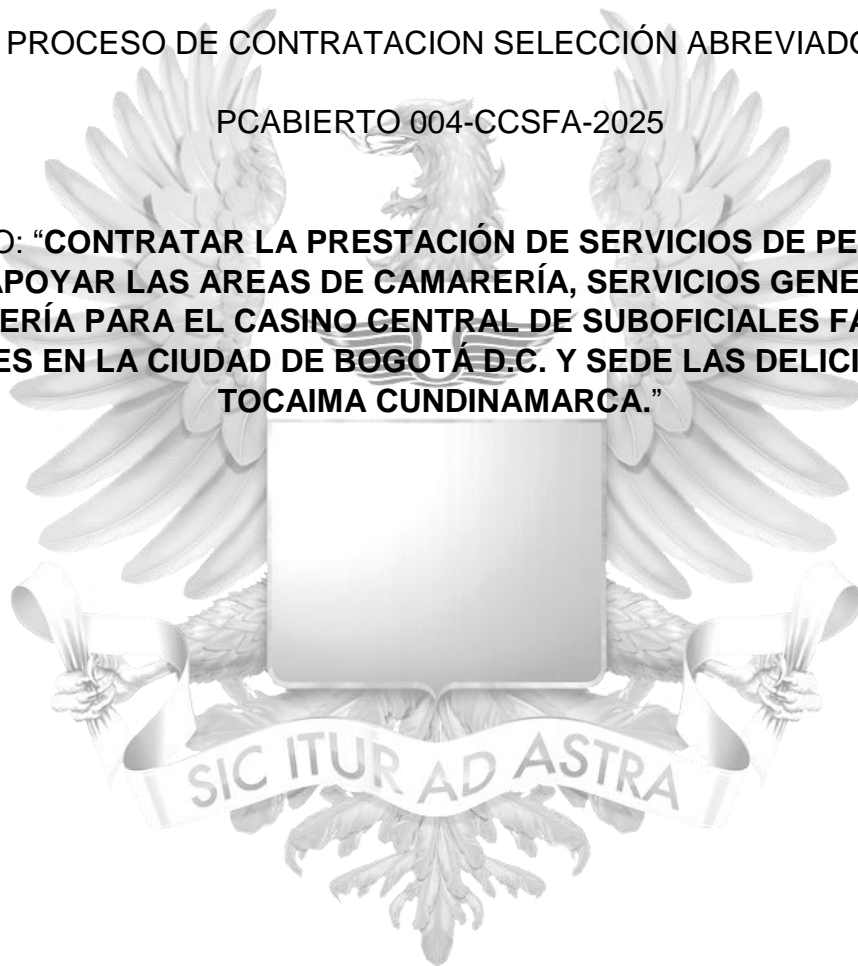 PROCESO DE CONTRATACION SELECCIÓN ABREVIADO
PCABIERTO 004-CCSFA-2025
O: “CONTRATAR LA PRESTACIÓN DE SERVICIOS DE PE
APOYAR LAS AREAS DE CAMARERÍA, SERVICIOS GENE
ERÍA PARA EL CASINO CENTRAL DE SUBOFICIALES FA
ES EN LA CIUDAD DE BOGOTÁ D.C. Y SEDE LAS DELICI
TOCAIMA CUNDINAMARCA.”
SIC ITUR AD ASTRA